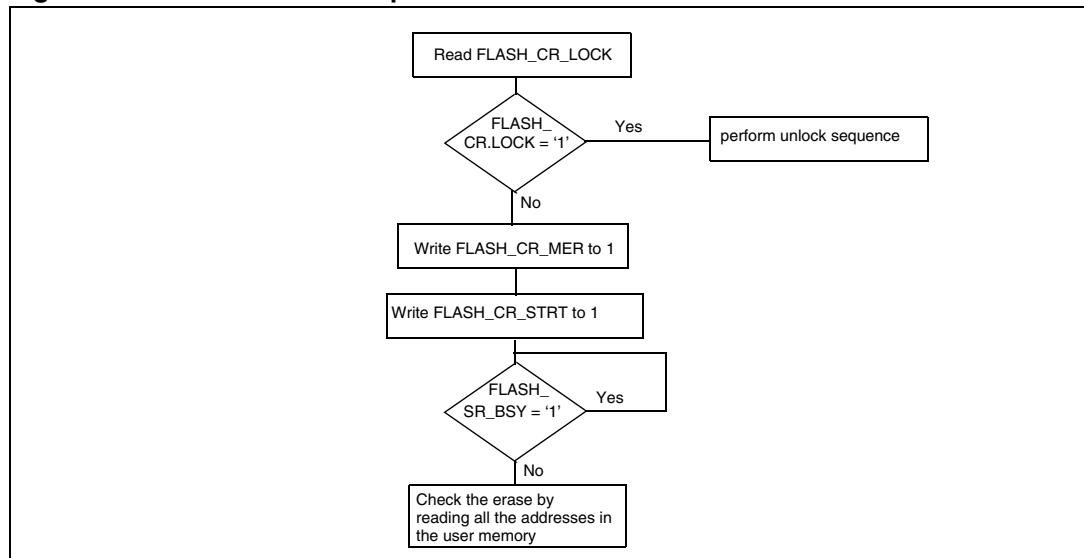 Read FLASH_CR_LOCK
FLASH_
CR.LOCK = ‘1’
Yes
perform unlock sequence
No
Write FLASH_CR_MER to 1
Write FLASH_CR_STRT to 1
FLASH_
SR_BSY = ‘1’
Yes
No
Check the erase by
reading all the addresses in
the user memory